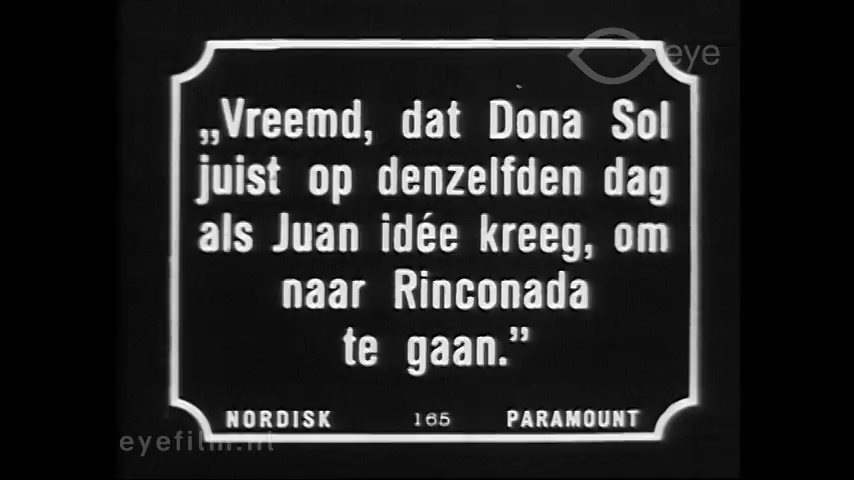 eye
„Vreemd, dat Dona Sol
juist op denzelfden dag
als Juan idée kreeg, om
naar Rinconada
te gaan.”
NORDISK 165 PARAMOUNT
eyefilm.nl